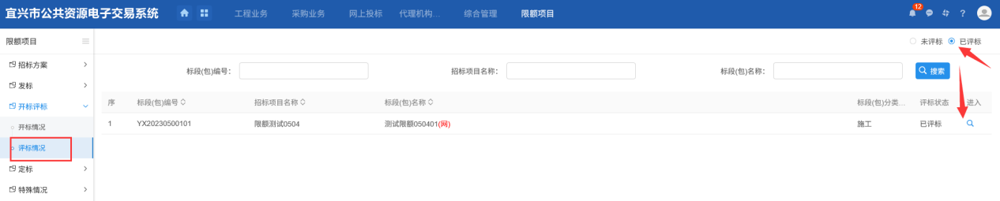 宜兴市公共资源电子交易系统 工程业务 采购业务 网上投标 代理机构... 综合管理 限额项目 12 ?
限额项目 未评标 已评标
招标方案 标段(包)编号： 招标项目名称： 标段(包)名称： 搜索
发标
开标评标 序 标段(包)编号 招标项目名称 标段(包)名称 标段(包)分类... 评标状态 进入
开标情况 1 YX20230500101 限额测试0504 测试限额050401(网) 施工 已评标
评标情况
定标
特殊情况